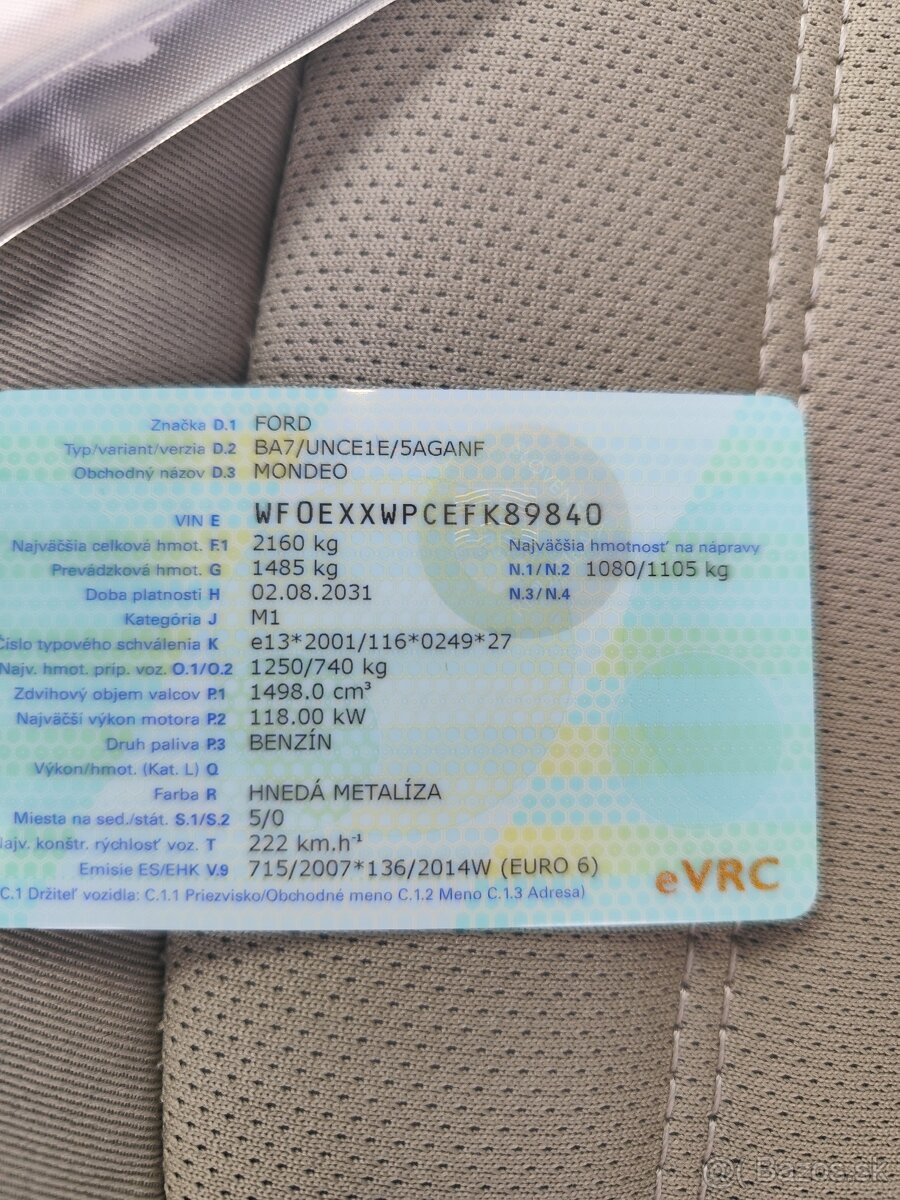 Značka D.1 FORD
Typ/variant/verzia D.2 BA7/UNCE1E/5AGANF
Obchodný názov D.3 MONDEO
VIN E WF0EXXWPCEFK89840
Najväčšia celková hmot. F.1 2160 kg Najväčšia hmotnosť na nápravy
Prevádzková hmot. G 1485 kg N.1/N.2 1080/1105 kg
Doba platnosti H 02.08.2031 N.3/N.4
Kategória J M1
Číslo typového schválenia K e13*2001/116*0249*27
Najv. hmot. príp. voz. O.1/O.2 1250/740 kg
Zdvihový objem valcov P.1 1498.0 cm³
Najväčší výkon motora P.2 118.00 kW
Druh paliva P.3 BENZÍN
Výkon/hmot. (Kat. L) Q
Farba R HNEDÁ METALÍZA
Miesta na sed./stát. S.1/S.2 5/0
Najv. konštr. rýchlosť voz. T 222 km.h⁻¹
Emisie ES/EHK V.9 715/2007*136/2014W (EURO 6)
eVRC
C.1 Držiteľ vozidla: C.1.1 Priezvisko/Obchodné meno C.1.2 Meno C.1.3 Adresa)
Bazos.sk